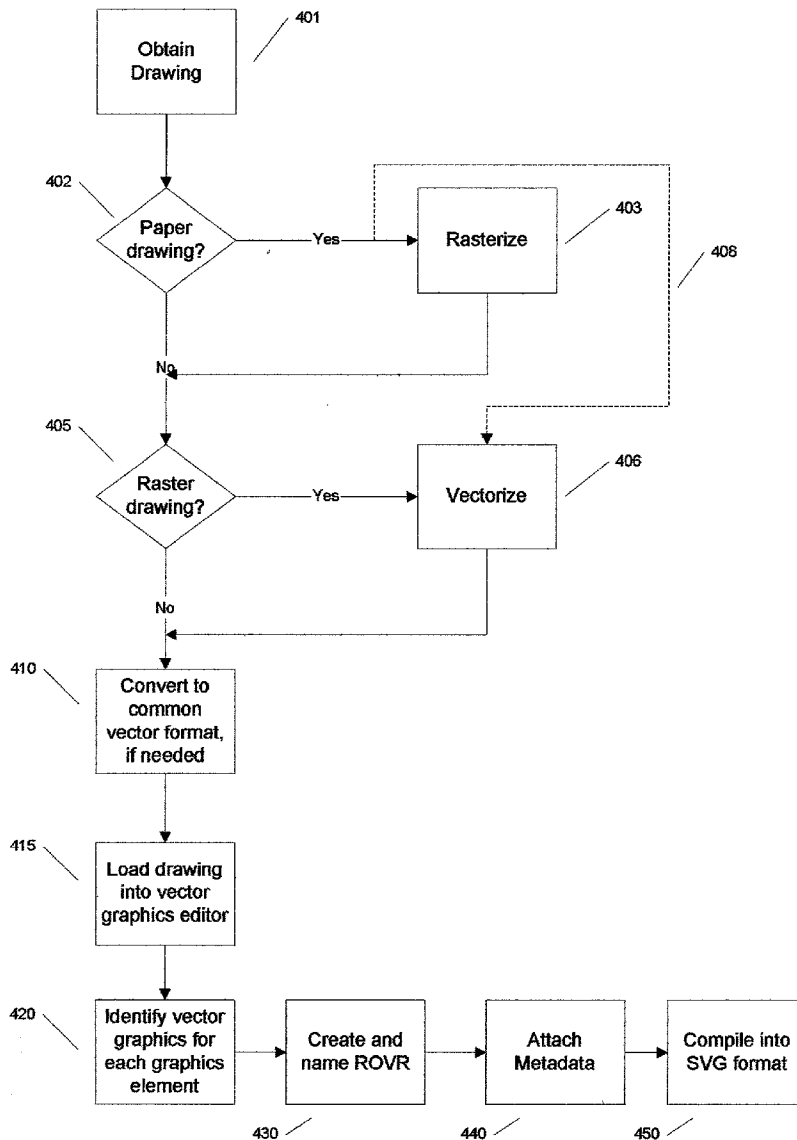 401
Obtain
Drawing
402
Paper
drawing?
Yes
Rasterize
403
408
No
405
Raster
drawing?
Yes
Vectorize
406
No
410
Convert to
common
vector format,
if needed
415
Load drawing
into vector
graphics editor
420
Identify vector
graphics for
each graphics
element
Create and
name ROVR
Attach
Metadata
Compile into
SVG format
430
440
450